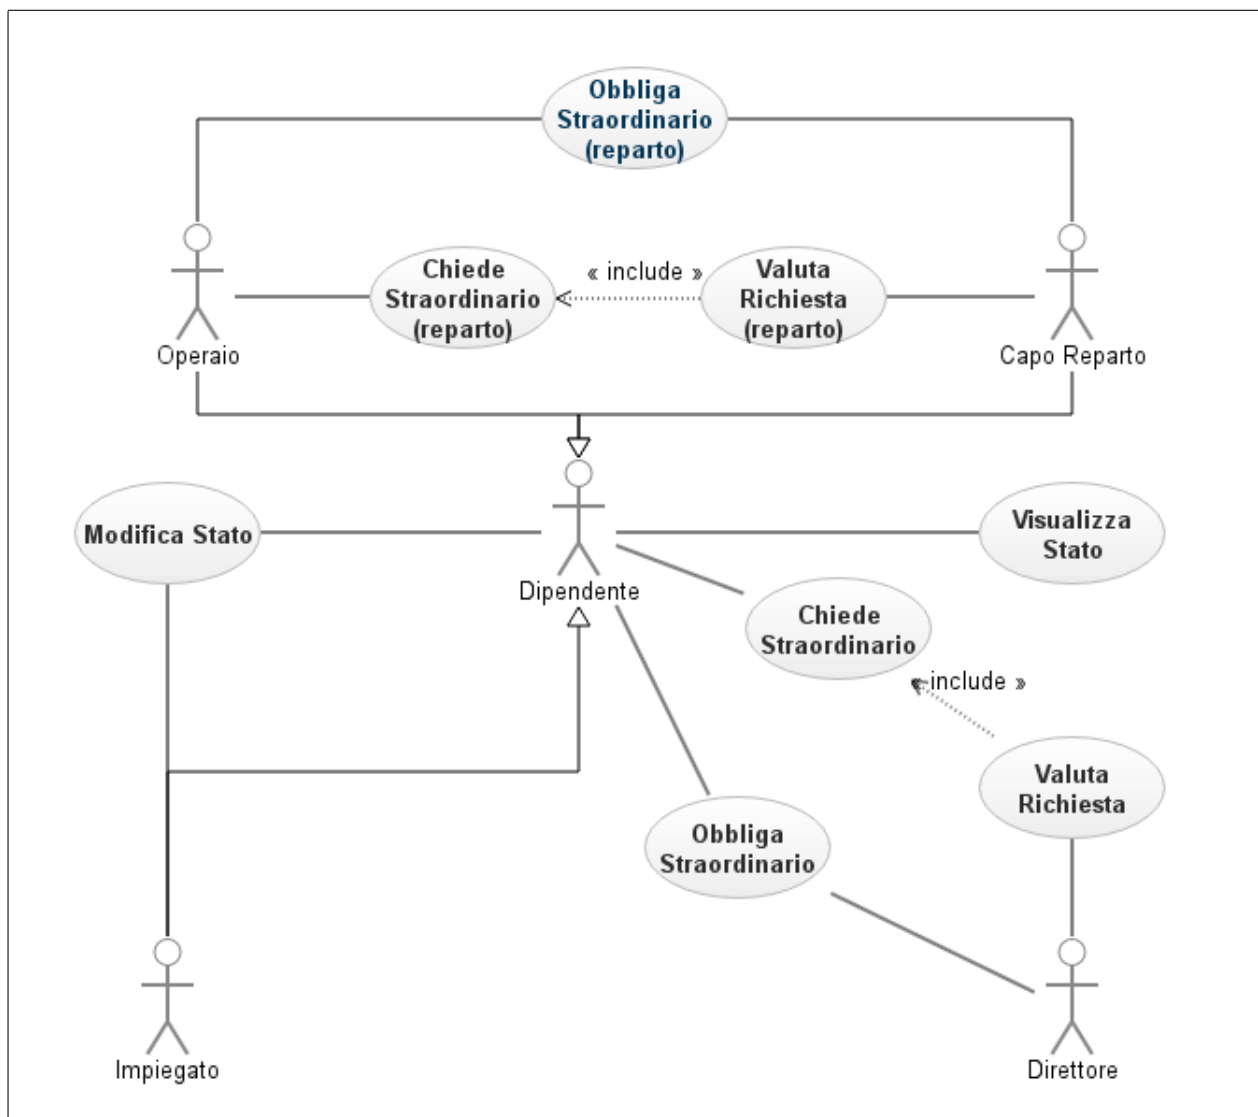 Obbliga
Straordinario
(reparto)
Chiede
Straordinario
(reparto)
« include »
Valuta
Richiesta
(reparto)
Operaio
Capo Reparto
Modifica Stato
Dipendente
Visualizza
Stato
Chiede
Straordinario
« include »
Valuta
Richiesta
Obbliga
Straordinario
Impiegato
Direttore